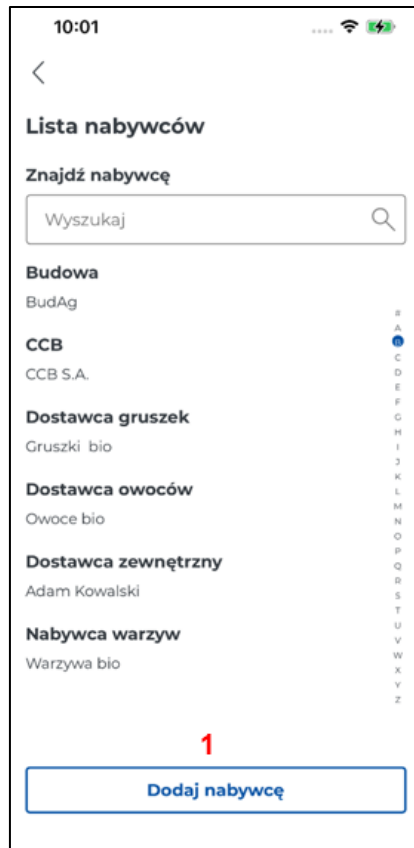 10:01
Lista nabywców
Znajdź nabywcę
Wyszukaj
Budowa
BudAg
CCB
CCB S.A.
Dostawca gruszek
Gruszki bio
Dostawca owoców
Owoce bio
Dostawca zewnętrzny
Adam Kowalski
Nabywca warzyw
Warzywa bio
#
A
B
C
D
E
F
G
H
I
J
K
L
M
N
O
P
Q
R
S
T
U
V
W
X
Y
Z
1
Dodaj nabywcę